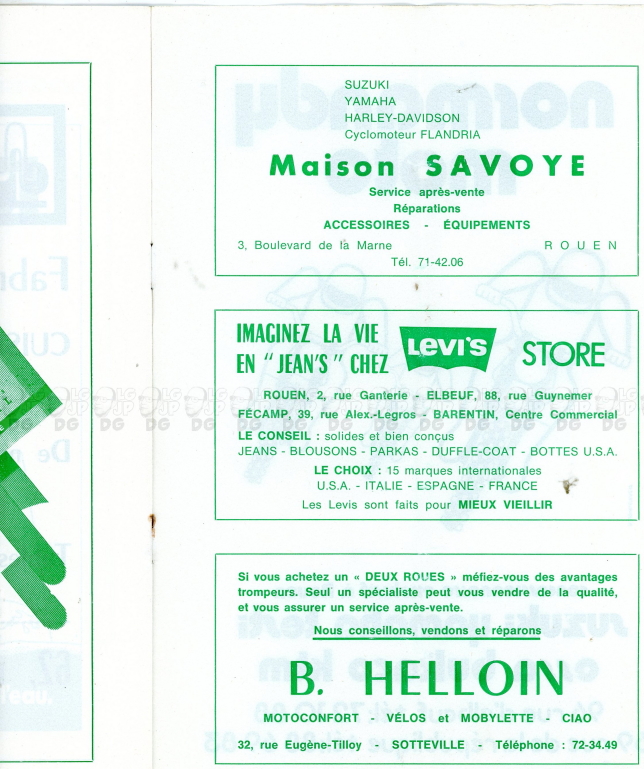 SUZUKI
YAMAHA
HARLEY-DAVIDSON
Cyclomoteur FLANDRIA
Maison SAVOYE
Service après-vente
Réparations
ACCESSOIRES - ÉQUIPEMENTS
3, Boulevard de la Marne ROUEN
Tél. 71-42.06
IMAGINEZ LA VIE
EN "JEAN'S" CHEZ LEVI'S STORE
ROUEN, 2, rue Ganterie - ELBEUF, 88, rue Guynemer
FÉCAMP, 39, rue Alex.-Legros - BARENTIN, Centre Commercial
LE CONSEIL : solides et bien conçus
JEANS - BLOUSONS - PARKAS - DUFFLE-COAT - BOTTES U.S.A.
LE CHOIX : 15 marques internationales
U.S.A. - ITALIE - ESPAGNE - FRANCE
Les Levis sont faits pour MIEUX VIEILLIR
Si vous achetez un « DEUX ROUES » méfiez-vous des avantages
trompeurs. Seul un spécialiste peut vous vendre de la qualité,
et vous assurer un service après-vente.
Nous conseillons, vendons et réparons
B. HELLOIN
MOTOCONFORT - VÉLOS et MOBYLETTE - CIAO
32, rue Eugène-Tilloy - SOTTEVILLE - Téléphone : 72-34.49